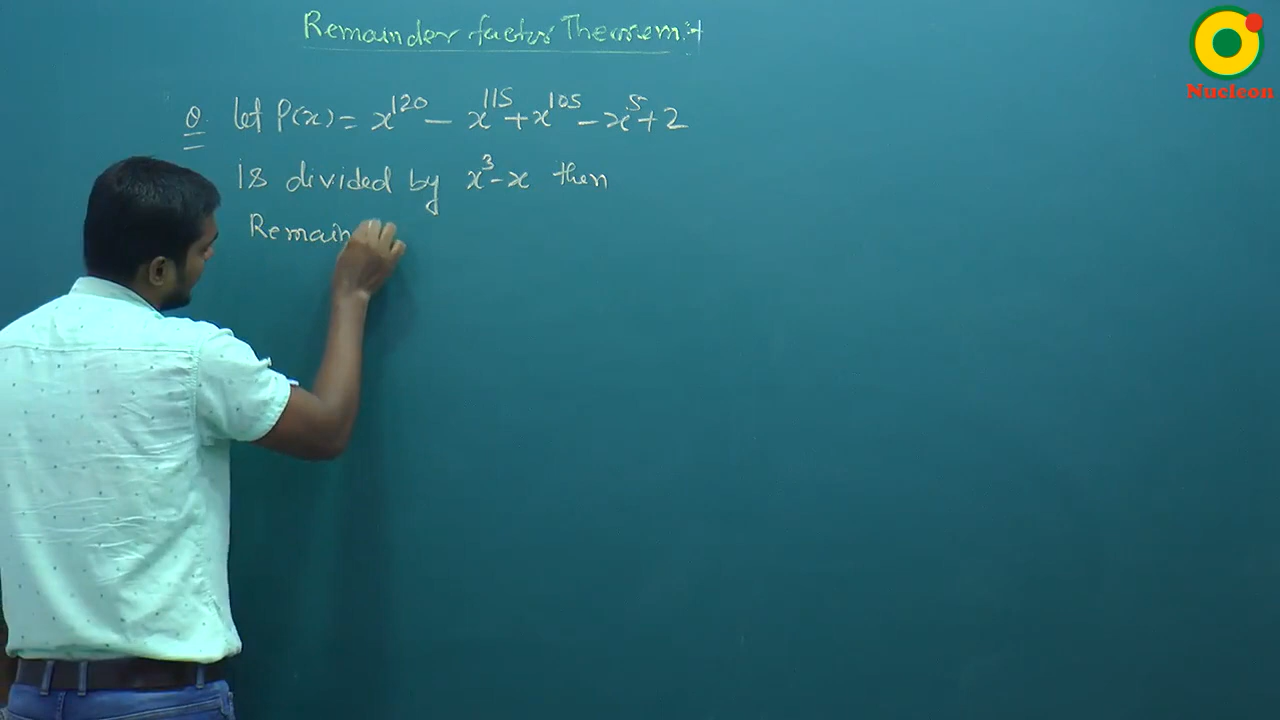 Remainder factor Theorem :+
Nucleon
Q. let P(x) = x^120 - x^115 + x^105 - x^5 + 2
is divided by x^3 - x then
Remain